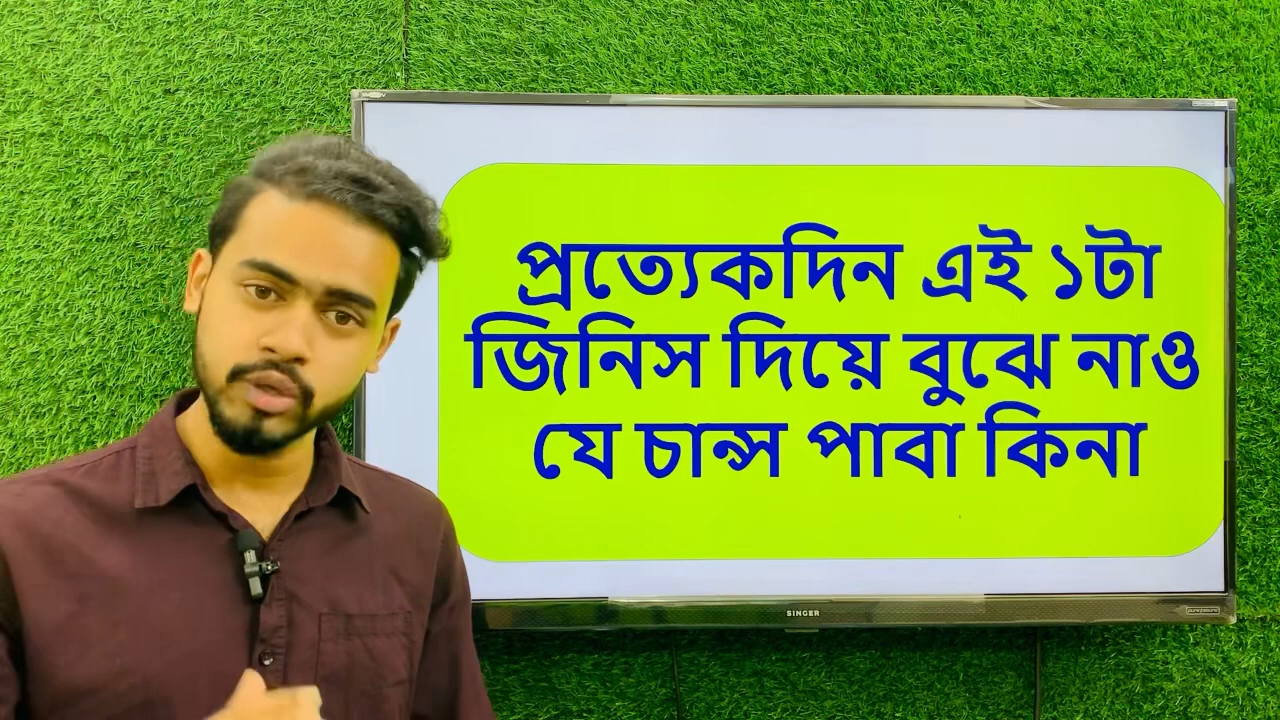 প্রত্যেকদিন এই ১টা
জিনিস দিয়ে বুঝে নাও
যে চান্স পাবা কিনা
SINGER